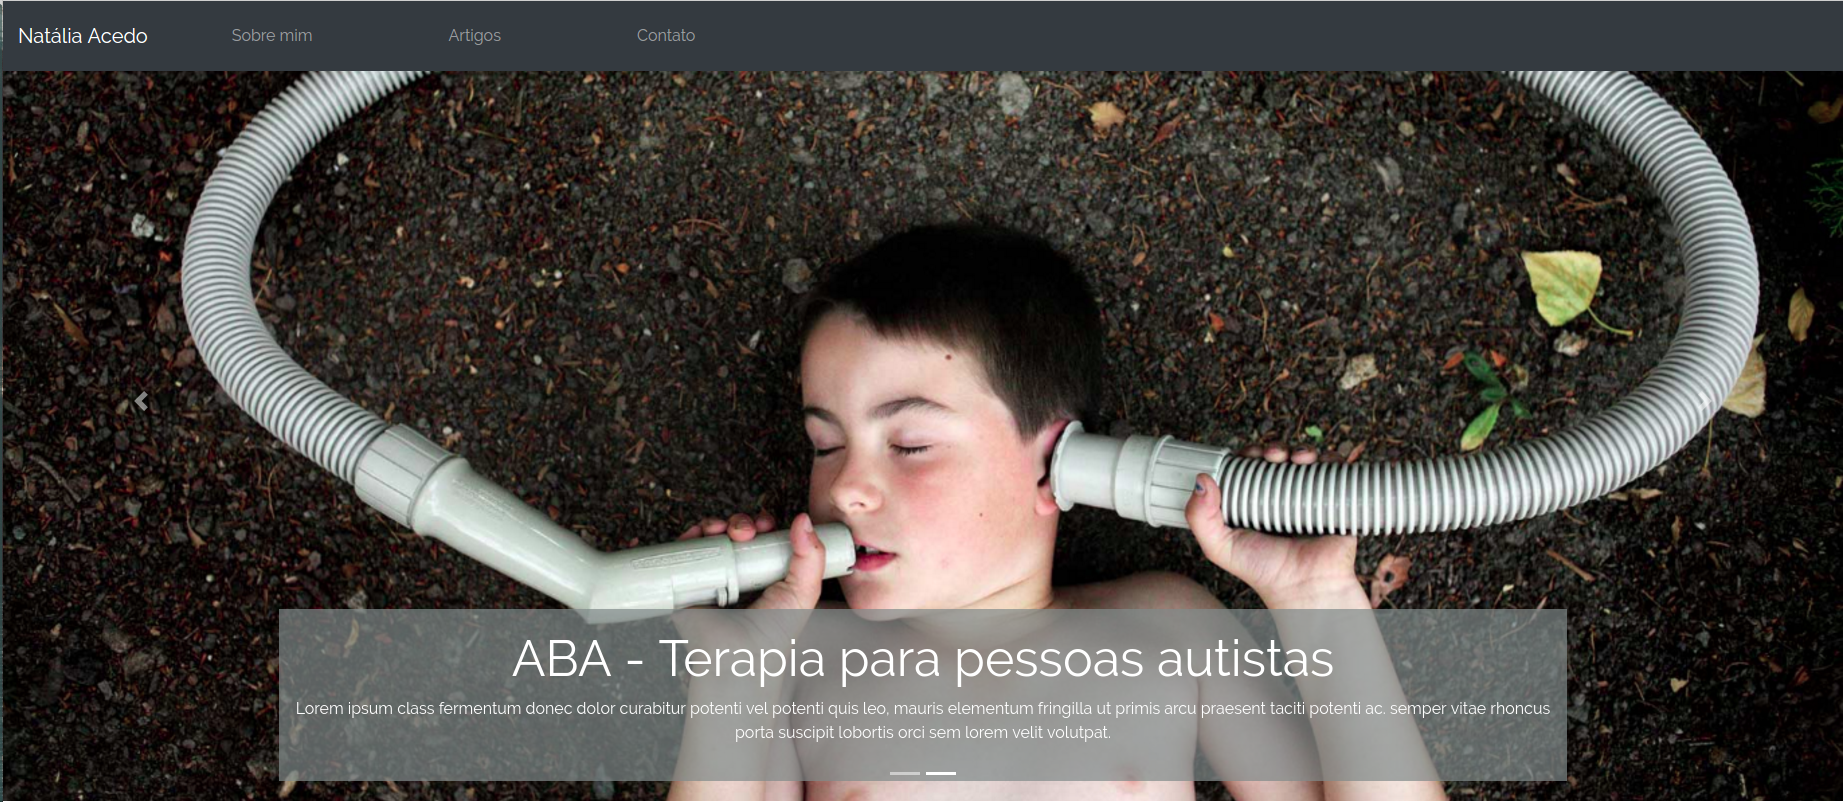 Natália Acedo Sobre mim Artigos Contato
ABA - Terapia para pessoas autistas
Lorem ipsum class fermentum donec dolor curabitur potenti vel potenti quis leo, mauris elementum fringilla ut primis arcu praesent taciti potenti ac. semper vitae rhoncus
porta suscipit lobortis orci sem lorem velit volutpat.